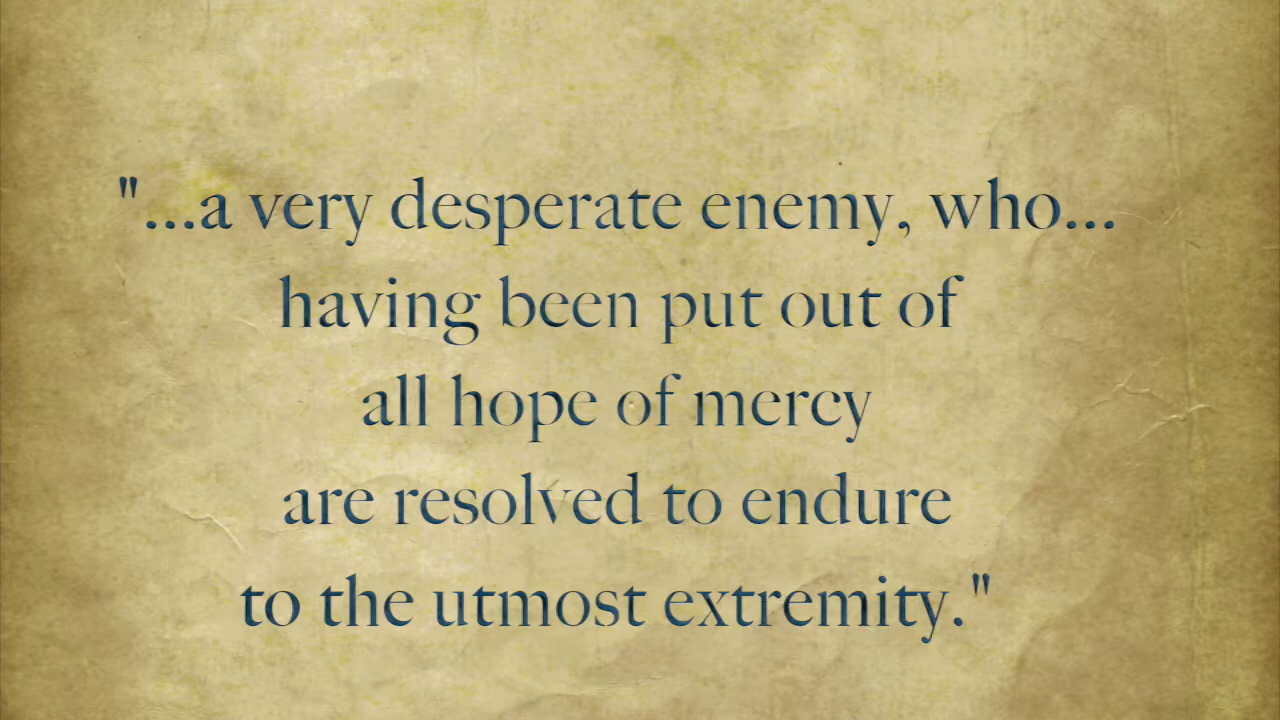 "...a very desperate enemy, who...
having been put out of
all hope of mercy
are resolved to endure
to the utmost extremity."